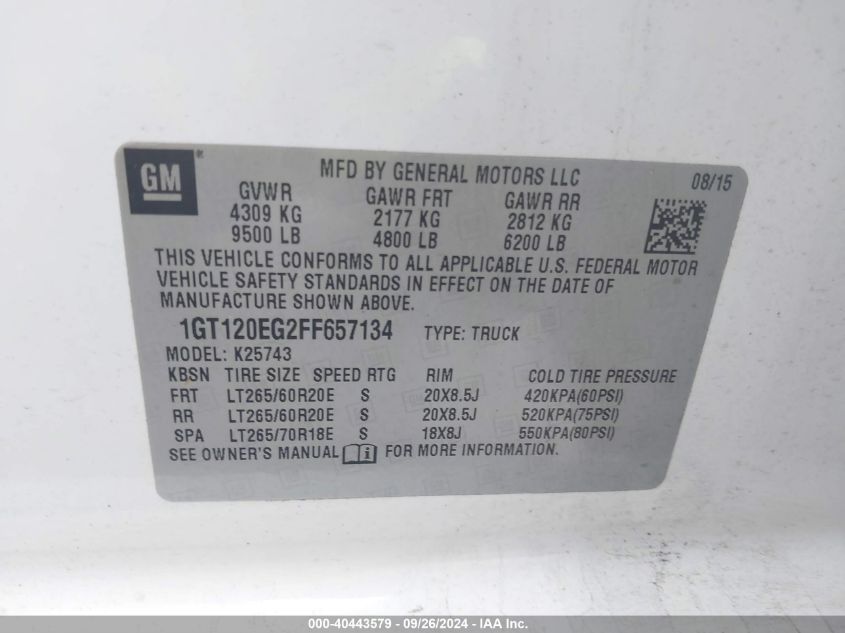 GM®
MFD BY GENERAL MOTORS LLC 08/15
GVWR GAWR FRT GAWR RR
4309 KG 2177 KG 2812 KG
9500 LB 4800 LB 6200 LB
THIS VEHICLE CONFORMS TO ALL APPLICABLE U.S. FEDERAL MOTOR
VEHICLE SAFETY STANDARDS IN EFFECT ON THE DATE OF
MANUFACTURE SHOWN ABOVE.
1GT120EG2FF657134 TYPE: TRUCK
MODEL: K25743
KBSN TIRE SIZE SPEED RTG RIM COLD TIRE PRESSURE
FRT LT265/60R20E S 20X8.5J 420KPA(60PSI)
RR LT265/60R20E S 20X8.5J 520KPA(75PSI)
SPA LT265/70R18E S 18X8J 550KPA(80PSI)
SEE OWNER'S MANUAL i FOR MORE INFORMATION.
000-40443579 - 09/26/2024 - IAA Inc.